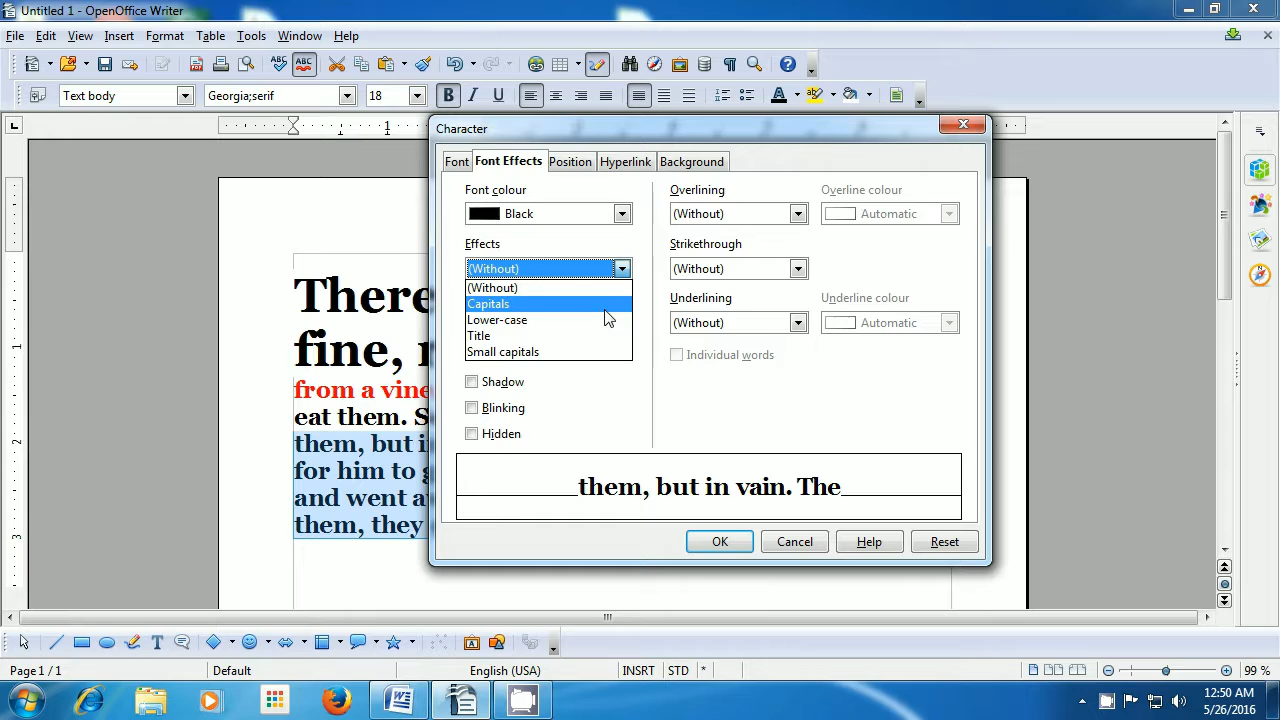 Untitled 1 - OpenOffice Writer
File Edit View Insert Format Table Tools Window Help
Text body Georgia;serif 18
1
Character
Font Font Effects Position Hyperlink Background
Font colour Overlining Overline colour
Black (Without) Automatic
Effects Strikethrough
(Without) (Without)
(Without)
Capitals
Lower-case
Title
Small capitals
Underlining Underline colour
(Without) Automatic
Individual words
Shadow
Blinking
Hidden
them, but in vain. The
OK Cancel Help Reset
There
fine,
from a vine
eat them. S
them, but i
for him to g
and went a
them, they
1
2
3
Page 1 / 1 Default English (USA) INSRT STD * 99 %
12:50 AM
5/26/2016